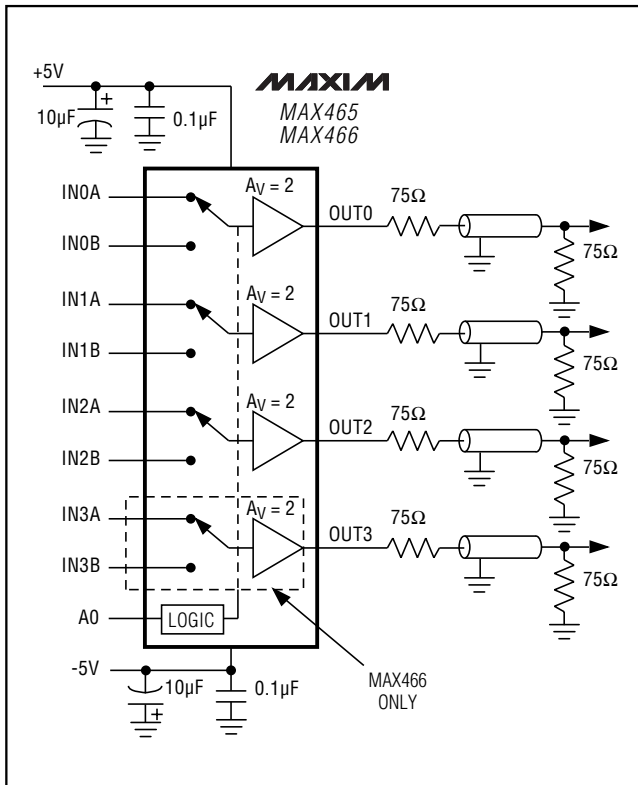 +5V
+
10µF
0.1µF
MAXIM
MAX465
MAX466
IN0A
IN0B
AV = 2
OUT0
75Ω
75Ω
IN1A
IN1B
AV = 2
OUT1
75Ω
75Ω
IN2A
IN2B
AV = 2
OUT2
75Ω
75Ω
IN3A
IN3B
AV = 2
OUT3
75Ω
75Ω
A0
LOGIC
-5V
10µF
+
0.1µF
MAX466
ONLY